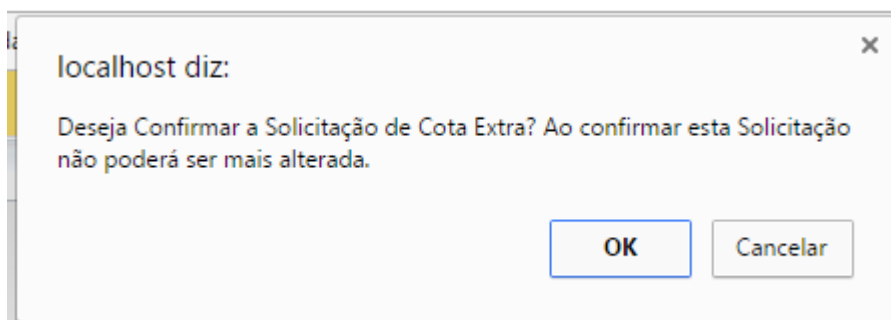 localhost diz:
Deseja Confirmar a Solicitação de Cota Extra? Ao confirmar esta Solicitação
não poderá ser mais alterada.
OK
Cancelar